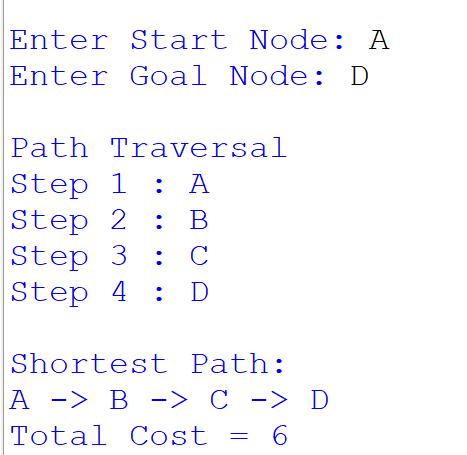 Enter Start Node: A
Enter Goal Node: D
Path Traversal
Step 1 : A
Step 2 : B
Step 3 : C
Step 4 : D
Shortest Path:
A -> B -> C -> D
Total Cost = 6